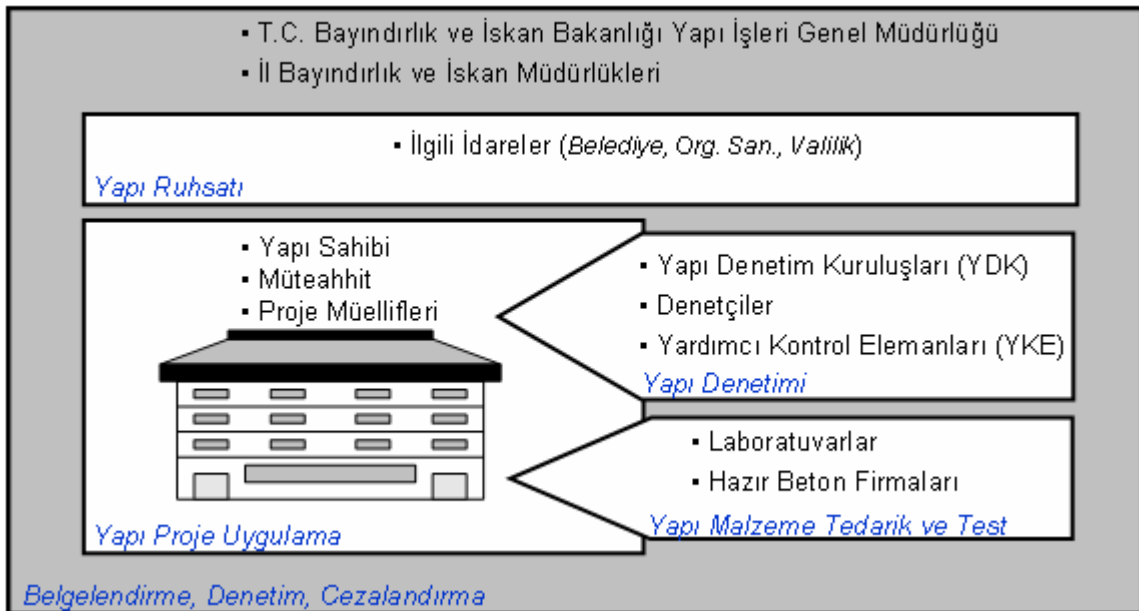 ▪ T.C. Bayındırlık ve İskan Bakanlığı Yapı İşleri Genel Müdürlüğü
▪ İl Bayındırlık ve İskan Müdürlükleri
▪ İlgili İdareler (Belediye, Org. San., Valilik)
Yapı Ruhsatı
▪ Yapı Sahibi
▪ Müteahhit
▪ Proje Müellifleri
Yapı Proje Uygulama
▪ Yapı Denetim Kuruluşları (YDK)
▪ Denetçiler
▪ Yardımcı Kontrol Elemanları (YKE)
Yapı Denetimi
▪ Laboratuvarlar
▪ Hazır Beton Firmaları
Yapı Malzeme Tedarik ve Test
Belgelendirme, Denetim, Cezalandırma